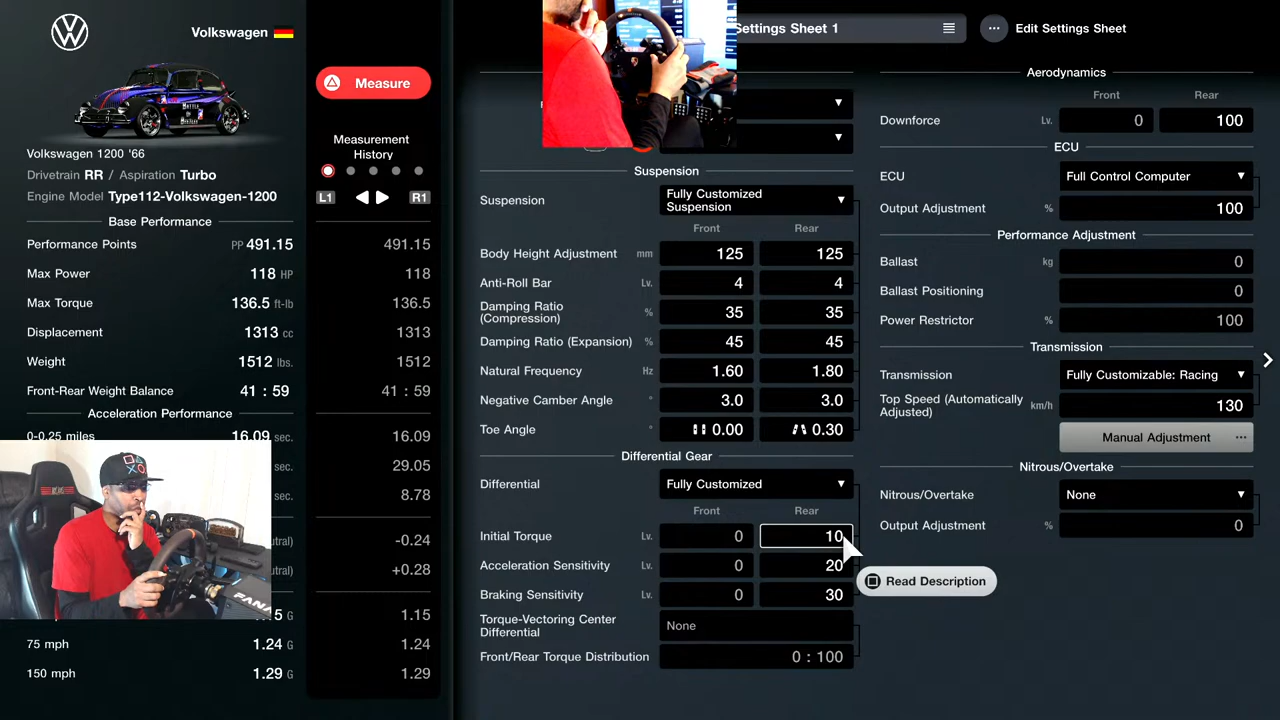 Volkswagen
Volkswagen 1200 '66
Drivetrain RR / Aspiration Turbo
Engine Model Type112-Volkswagen-1200
Base Performance
Performance Points PP 491.15
Max Power 118 HP
Max Torque 136.5 ft-lb
Displacement 1313 cc
Weight 1512 lbs.
Front-Rear Weight Balance 41 : 59
Acceleration Performance
0-0.25 miles 16.09 sec.
sec.
sec.
5 G
75 mph 1.24 G
150 mph 1.29 G
Measure
Measurement
History
L1 R1
491.15
118
136.5
1313
1512
41 : 59
16.09
29.05
8.78
-0.24
+0.28
1.15
1.24
1.29
Settings Sheet 1
Edit Settings Sheet
Suspension
Suspension Fully Customized
Suspension
Front Rear
Body Height Adjustment mm 125 125
Anti-Roll Bar Lv. 4 4
Damping Ratio
(Compression) % 35 35
Damping Ratio (Expansion) % 45 45
Natural Frequency Hz 1.60 1.80
Negative Camber Angle ° 3.0 3.0
Toe Angle ° 0.00 0.30
Differential Gear
Differential Fully Customized
Front Rear
Initial Torque Lv. 0 10
Acceleration Sensitivity Lv. 0 20
Braking Sensitivity Lv. 0 30
Torque-Vectoring Center
Differential None
Front/Rear Torque Distribution 0 : 100
Read Description
Aerodynamics
Front Rear
Downforce Lv. 0 100
ECU
ECU Full Control Computer
Output Adjustment % 100
Performance Adjustment
Ballast kg 0
Ballast Positioning 0
Power Restrictor % 100
Transmission
Transmission Fully Customizable: Racing
Top Speed (Automatically
Adjusted) km/h 130
Manual Adjustment
Nitrous/Overtake
Nitrous/Overtake None
Output Adjustment % 0